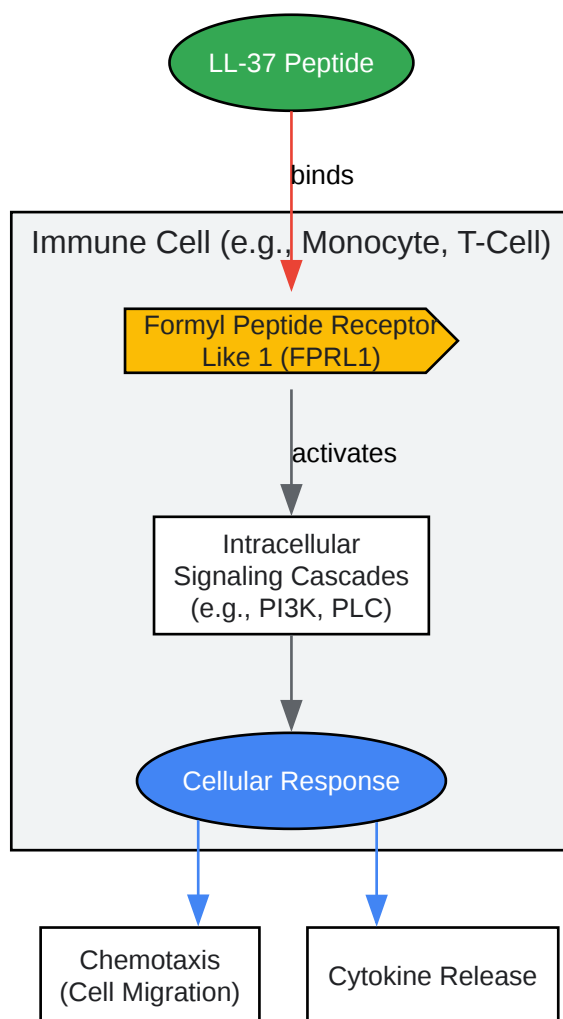 LL-37 Peptide
binds
Immune Cell (e.g., Monocyte, T-Cell)
Formyl Peptide Receptor
Like 1 (FPRL1)
activates
Intracellular
Signaling Cascades
(e.g., PI3K, PLC)
Cellular Response
Chemotaxis
(Cell Migration)
Cytokine Release